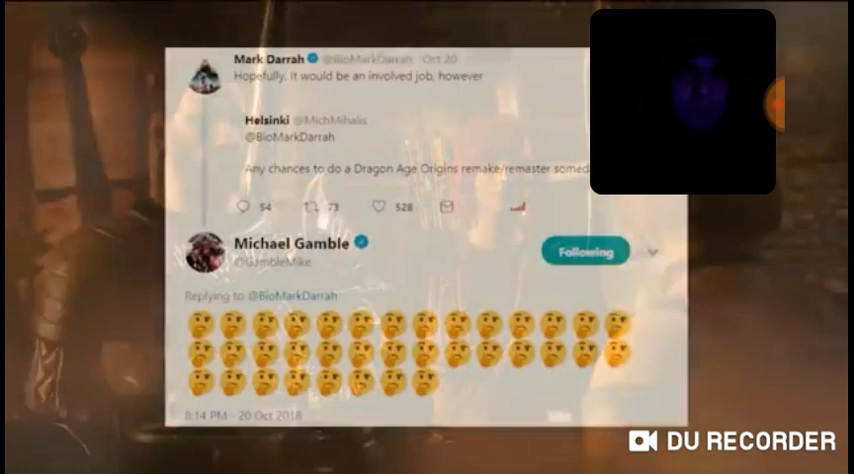 Mark Darrah @BioMarkDarrah · Oct 20
Hopefully. It would be an involved job, however
Helsinki @MichMihalis
@BioMarkDarrah
Any chances to do a Dragon Age Origins remake/remaster somed
54 73 528
Michael Gamble
@GambleMike
Following
Replying to @BioMarkDarrah
8:14 PM - 20 Oct 2018
DU RECORDER